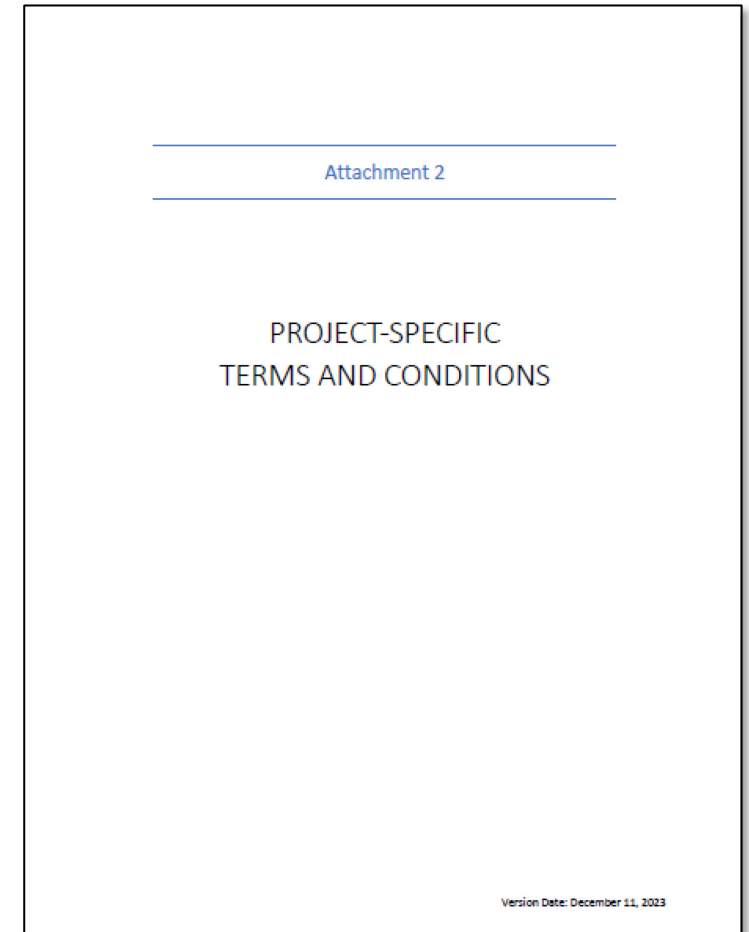 Attachment 2
PROJECT-SPECIFIC
TERMS AND CONDITIONS
Version Date: December 11, 2023